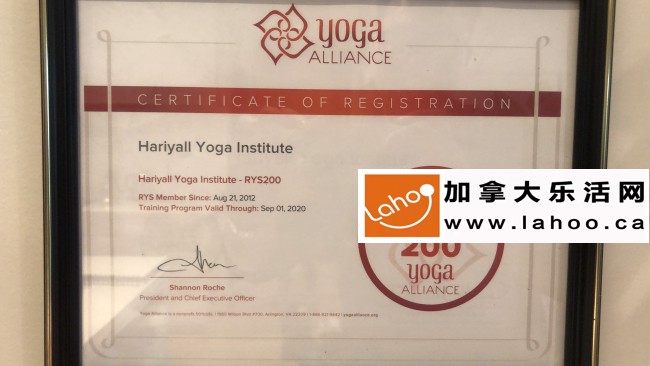 yoga
ALLIANCE
CERTIFICATE OF REGISTRATION
Hariyall Yoga Institute
Hariyall Yoga Institute - RYS200
RYS Member Since: Aug 21, 2012
Training Program Valid Through: Sep 01, 2020
Lahoo
加拿大乐活网
www.lahoo.ca
200
yoga
ALLIANCE
Shannon Roche
President and Chief Executive Officer